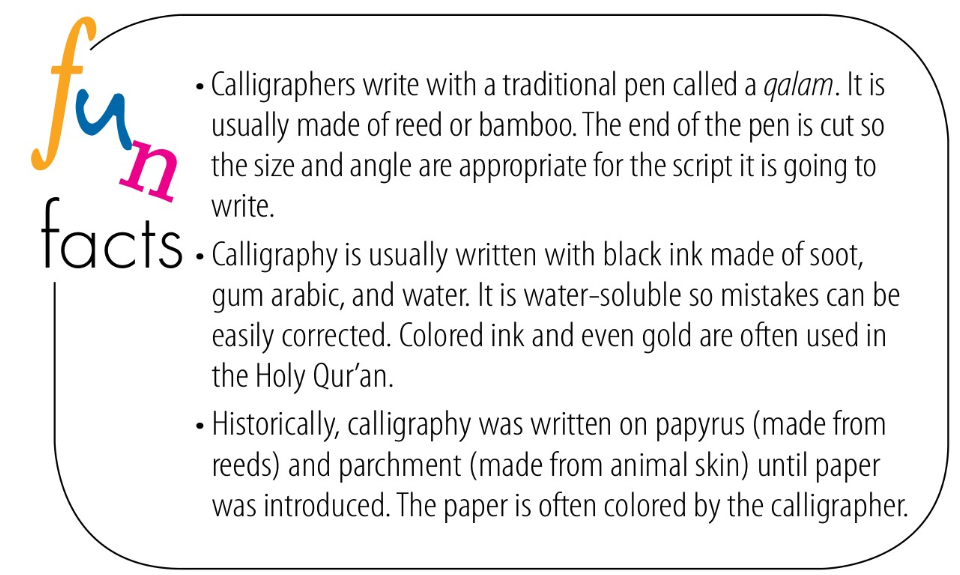 fun
facts
• Calligraphers write with a traditional pen called a qalam. It is
usually made of reed or bamboo. The end of the pen is cut so
the size and angle are appropriate for the script it is going to
write.
• Calligraphy is usually written with black ink made of soot,
gum arabic, and water. It is water-soluble so mistakes can be
easily corrected. Colored ink and even gold are often used in
the Holy Qur’an.
• Historically, calligraphy was written on papyrus (made from
reeds) and parchment (made from animal skin) until paper
was introduced. The paper is often colored by the calligrapher.